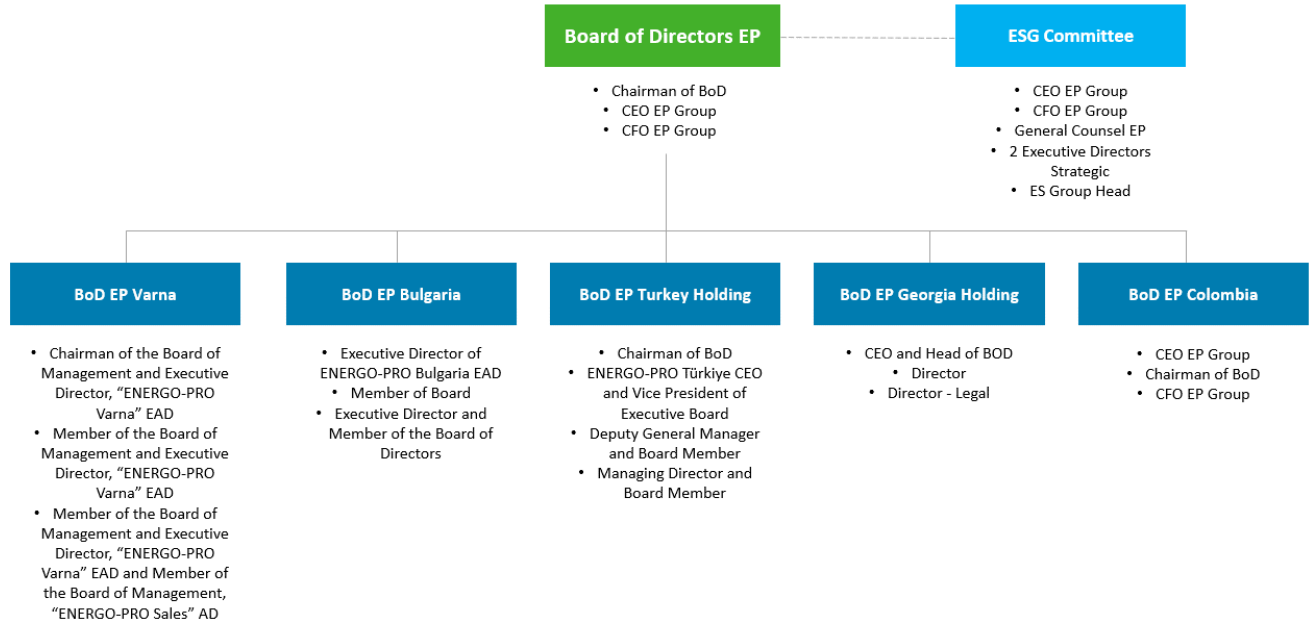 Board of Directors EP
• Chairman of BoD
• CEO EP Group
• CFO EP Group
ESG Committee
• CEO EP Group
• CFO EP Group
• General Counsel EP
• 2 Executive Directors
Strategic
• ES Group Head
BoD EP Varna
• Chairman of the Board of
Management and Executive
Director, “ENERGO-PRO
Varna” EAD
• Member of the Board of
Management and Executive
Director, “ENERGO-PRO
Varna” EAD
• Member of the Board of
Management and Executive
Director, “ENERGO-PRO
Varna” EAD and Member of
the Board of Management,
“ENERGO-PRO Sales” AD
BoD EP Bulgaria
• Executive Director of
ENERGO-PRO Bulgaria EAD
• Member of Board
• Executive Director and
Member of the Board of
Directors
BoD EP Turkey Holding
• Chairman of BoD
• ENERGO-PRO Türkiye CEO
and Vice President of
Executive Board
• Deputy General Manager
and Board Member
• Managing Director and
Board Member
BoD EP Georgia Holding
• CEO and Head of BOD
• Director
• Director - Legal
BoD EP Colombia
• CEO EP Group
• Chairman of BoD
• CFO EP Group